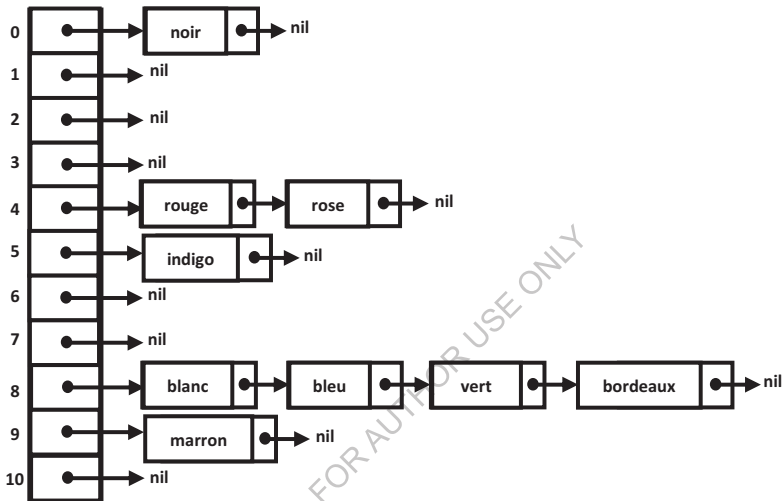 0 noir nil
1 nil
2 nil
3 nil
4 rouge rose nil
5 indigo nil
6 nil
7 nil
8 blanc bleu vert bordeaux nil
9 marron nil
10 nil
FOR AUTHOR USE ONLY